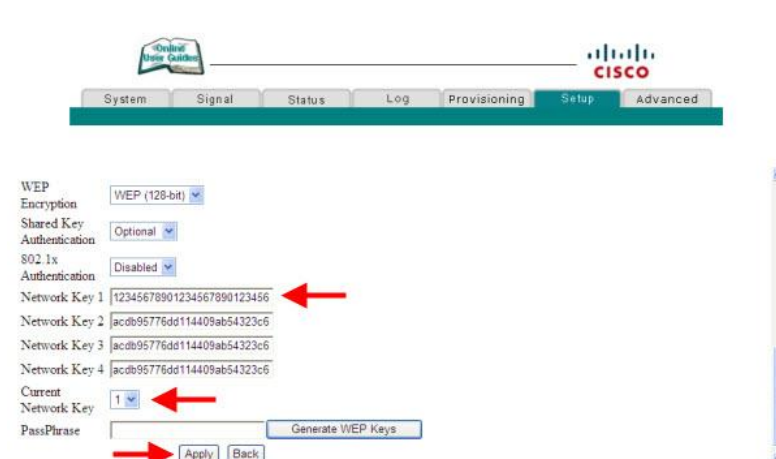 Online
User Guides
CISCO
System Signal Status Log Provisioning Setup Advanced
WEP
Encryption
WEP (128-bit)
Shared Key
Authentication
Optional
802.1x
Authentication
Disabled
Network Key 1 12345678901234567890123456
Network Key 2 acdb95776dd114409ab54323c6
Network Key 3 acdb95776dd114409ab54323c6
Network Key 4 acdb95776dd114409ab54323c6
Current
Network Key
1
PassPhrase Generate WEP Keys
Apply Back